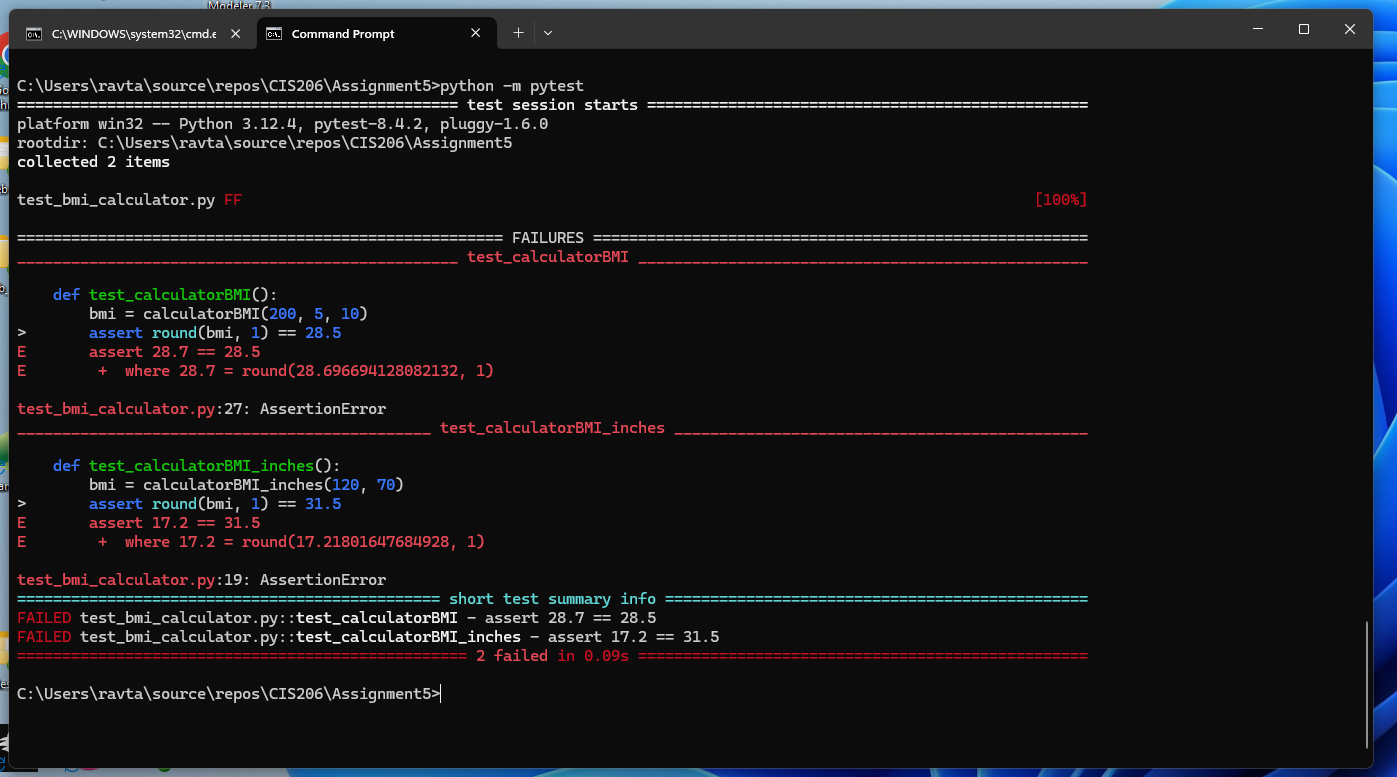 Modeler 7.3
C:\WINDOWS\system32\cmd.e
Command Prompt
C:\Users\ravta\source\repos\CIS206\Assignment5>python -m pytest
================================================= test session starts =================================================
platform win32 -- Python 3.12.4, pytest-8.4.2, pluggy-1.6.0
rootdir: C:\Users\ravta\source\repos\CIS206\Assignment5
collected 2 items
test_bmi_calculator.py FF [100%]
====================================================== FAILURES =======================================================
_________________________________________________ test_calculatorBMI __________________________________________________
def test_calculatorBMI():
bmi = calculatorBMI(200, 5, 10)
> assert round(bmi, 1) == 28.5
E assert 28.7 == 28.5
E + where 28.7 = round(28.696694128082132, 1)
test_bmi_calculator.py:27: AssertionError
______________________________________________ test_calculatorBMI_inches ______________________________________________
def test_calculatorBMI_inches():
bmi = calculatorBMI_inches(120, 70)
> assert round(bmi, 1) == 31.5
E assert 17.2 == 31.5
E + where 17.2 = round(17.21801647684928, 1)
test_bmi_calculator.py:19: AssertionError
=============================================== short test summary info ===============================================
FAILED test_bmi_calculator.py::test_calculatorBMI - assert 28.7 == 28.5
FAILED test_bmi_calculator.py::test_calculatorBMI_inches - assert 17.2 == 31.5
================================================== 2 failed in 0.09s ==================================================
C:\Users\ravta\source\repos\CIS206\Assignment5>